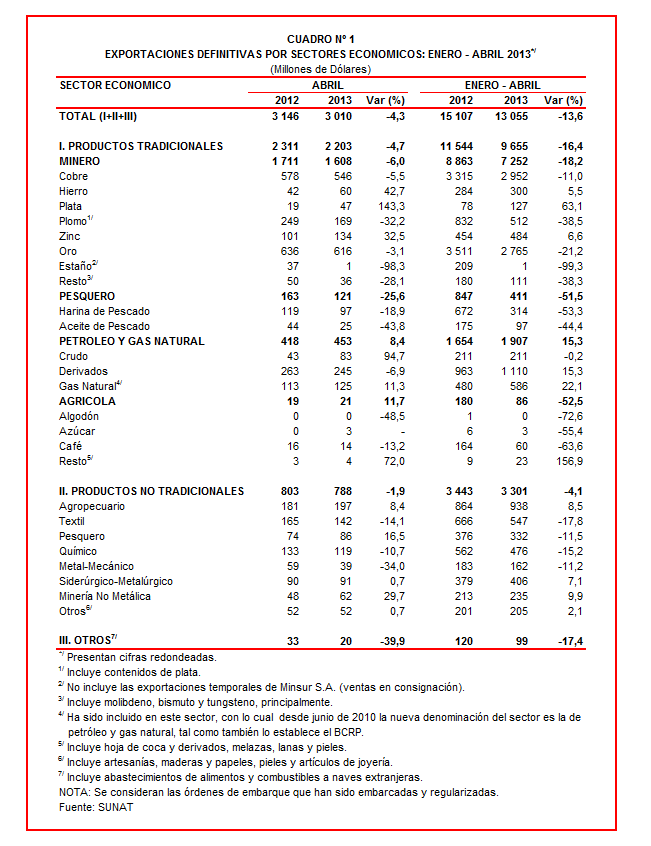 CUADRO Nº 1
EXPORTACIONES DEFINITIVAS POR SECTORES ECONOMICOS: ENERO - ABRIL 2013*/
(Millones de Dólares)
SECTOR ECONOMICO ABRIL ENERO - ABRIL
2012 2013 Var (%) 2012 2013 Var (%)
TOTAL (I+II+III) 3 146 3 010 -4,3 15 107 13 055 -13,6
I. PRODUCTOS TRADICIONALES 2 311 2 203 -4,7 11 544 9 655 -16,4
MINERO 1 711 1 608 -6,0 8 863 7 252 -18,2
Cobre 578 546 -5,5 3 315 2 952 -11,0
Hierro 42 60 42,7 284 300 5,5
Plata 19 47 143,3 78 127 63,1
Plomo1/ 249 169 -32,2 832 512 -38,5
Zinc 101 134 32,5 454 484 6,6
Oro 636 616 -3,1 3 511 2 765 -21,2
Estaño2/ 37 1 -98,3 209 1 -99,3
Resto3/ 50 36 -28,1 180 111 -38,3
PESQUERO 163 121 -25,6 847 411 -51,5
Harina de Pescado 119 97 -18,9 672 314 -53,3
Aceite de Pescado 44 25 -43,8 175 97 -44,4
PETROLEO Y GAS NATURAL 418 453 8,4 1 654 1 907 15,3
Crudo 43 83 94,7 211 211 -0,2
Derivados 263 245 -6,9 963 1 110 15,3
Gas Natural4/ 113 125 11,3 480 586 22,1
AGRICOLA 19 21 11,7 180 86 -52,5
Algodón 0 0 -48,5 1 0 -72,6
Azúcar 0 3 - 6 3 -55,4
Café 16 14 -13,2 164 60 -63,6
Resto5/ 3 4 72,0 9 23 156,9
II. PRODUCTOS NO TRADICIONALES 803 788 -1,9 3 443 3 301 -4,1
Agropecuario 181 197 8,4 864 938 8,5
Textil 165 142 -14,1 666 547 -17,8
Pesquero 74 86 16,5 376 332 -11,5
Químico 133 119 -10,7 562 476 -15,2
Metal-Mecánico 59 39 -34,0 183 162 -11,2
Siderúrgico-Metalúrgico 90 91 0,7 379 406 7,1
Minería No Metálica 48 62 29,7 213 235 9,9
Otros6/ 52 52 0,7 201 205 2,1
III. OTROS7/ 33 20 -39,9 120 99 -17,4
*/ Presentan cifras redondeadas.
1/ Incluye contenidos de plata.
2/ No incluye las exportaciones temporales de Minsur S.A. (ventas en consignación).
3/ Incluye molibdeno, bismuto y tungsteno, principalmente.
4/ Ha sido incluido en este sector, con lo cual desde junio de 2010 la nueva denominación del sector es la de
petróleo y gas natural, tal como también lo establece el BCRP.
5/ Incluye hoja de coca y derivados, melazas, lanas y pieles.
6/ Incluye artesanías, maderas y papeles, pieles y artículos de joyería.
7/ Incluye abastecimientos de alimentos y combustibles a naves extranjeras.
NOTA: Se consideran las órdenes de embarque que han sido embarcadas y regularizadas.
Fuente: SUNAT